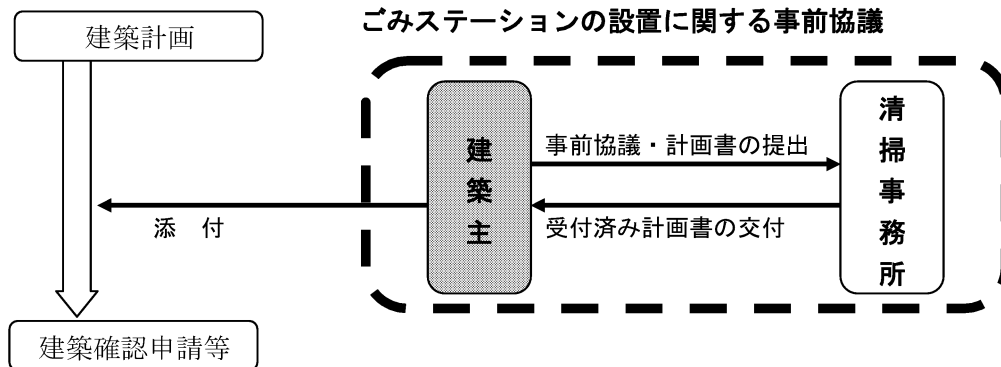 ごみステーションの設置に関する事前協議
建築計画
建築主
事前協議・計画書の提出
清掃事務所
添　付
受付済み計画書の交付
建築確認申請等